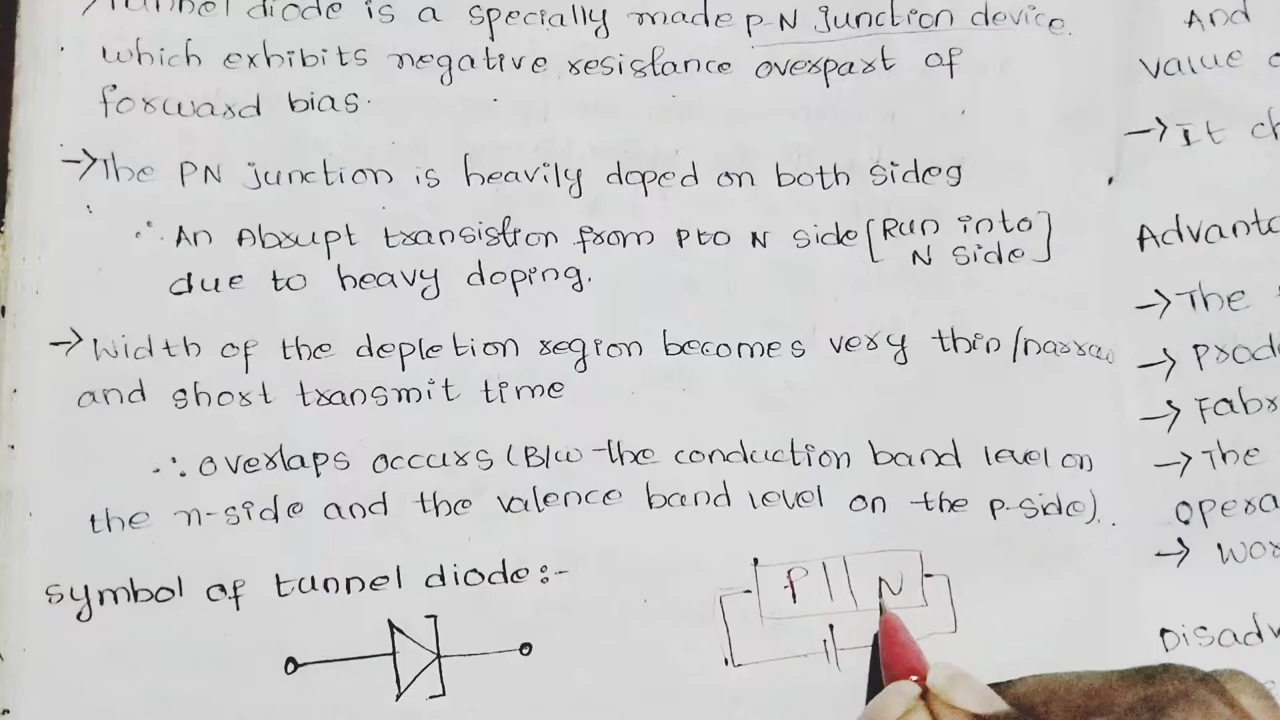 Tunnel diode is a specially made p-N junction device.
which exhibits negative resistance overpart of
forward bias.
→The PN junction is heavily doped on both sides
∴ An Abrupt transistion from P to N side [Run into N side]
due to heavy doping.
→Width of the depletion region becomes very thin/narrow
and short transmit time
∴ overlaps occurs (B/w the conduction band level on
the n-side and the valence band level on the p-side).
symbol of tunnel diode:-
P N
And
value
→It ch
Advanta
→The
→ prod
→ Fabr
→ The
opera
→ wor
Disadv